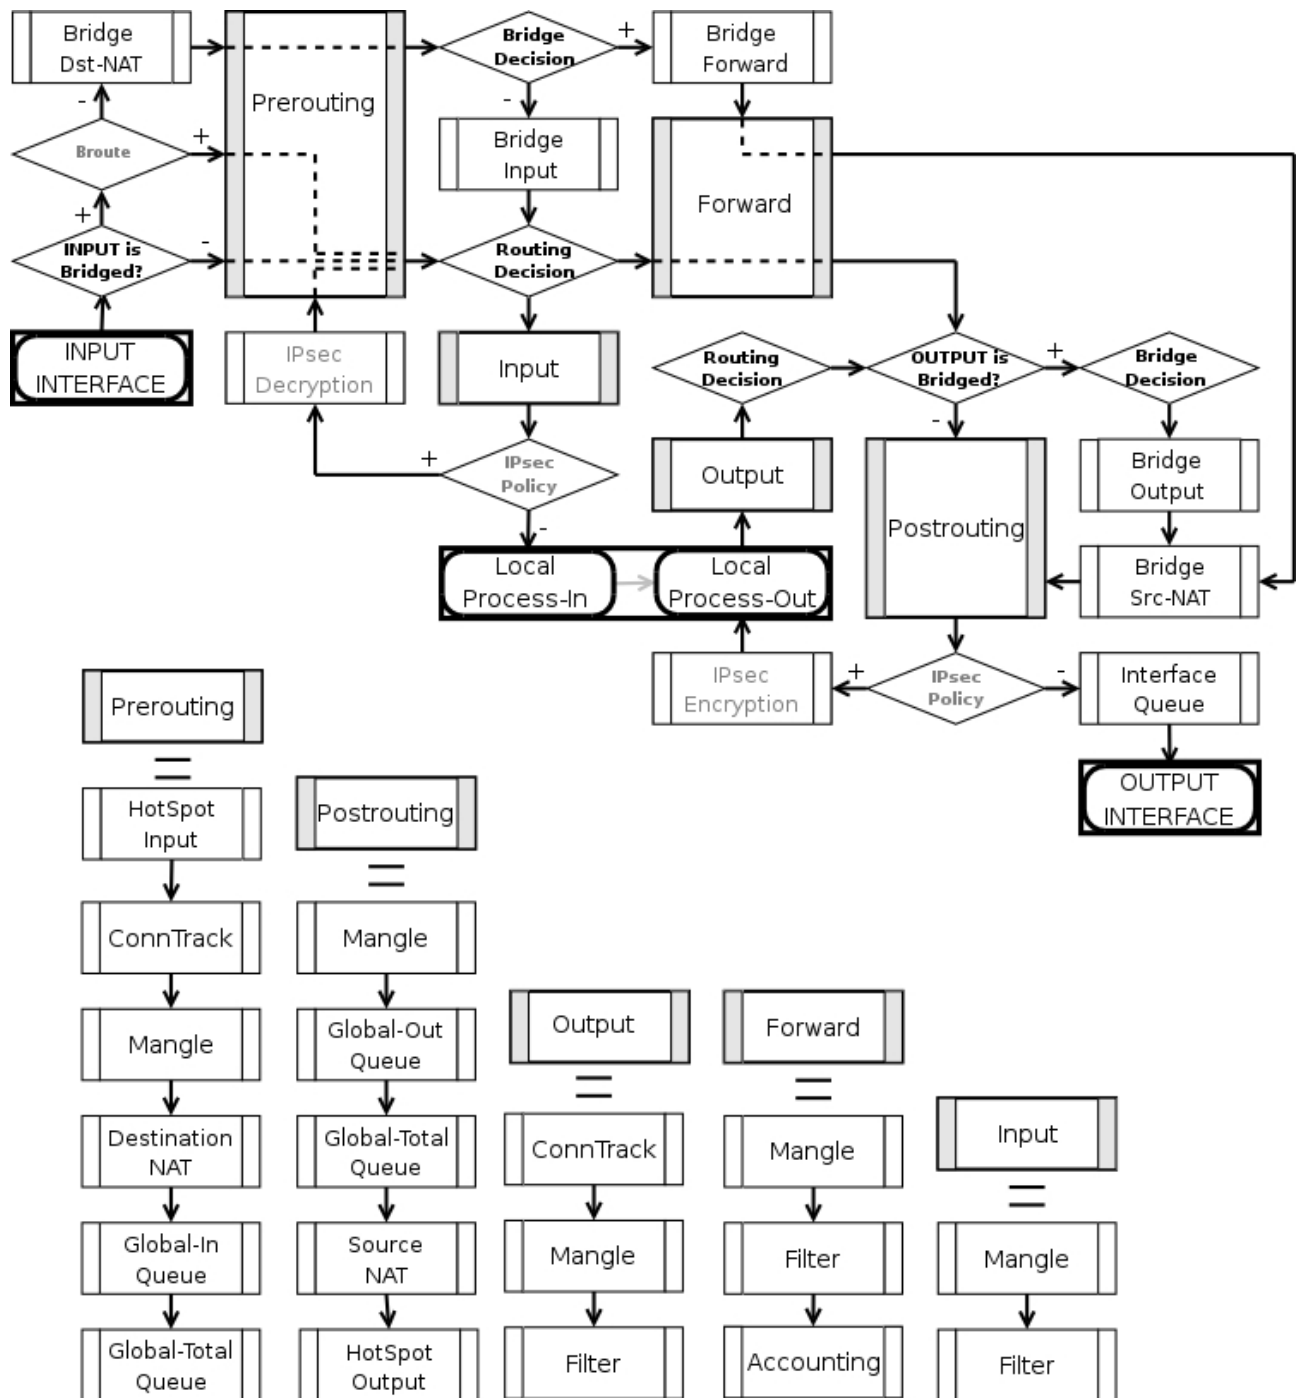 Bridge
Dst-NAT
Prerouting
Bridge
Decision
+
Bridge
Forward
-
-
Broute
+
Bridge
Input
Forward
+
INPUT is
Bridged?
-
Routing
Decision
INPUT
INTERFACE
IPsec
Decryption
Input
Routing
Decision
OUTPUT is
Bridged?
+
Bridge
Decision
-
+
IPsec
Policy
Output
Bridge
Output
Postrouting
-
Local
Process-In
Local
Process-Out
Bridge
Src-NAT
IPsec
Encryption
+
IPsec
Policy
-
Interface
Queue
OUTPUT
INTERFACE
Prerouting
HotSpot
Input
ConnTrack
Mangle
Destination
NAT
Global-In
Queue
Global-Total
Queue
Postrouting
Mangle
Global-Out
Queue
Global-Total
Queue
Source
NAT
HotSpot
Output
Output
ConnTrack
Mangle
Filter
Forward
Mangle
Filter
Accounting
Input
Mangle
Filter